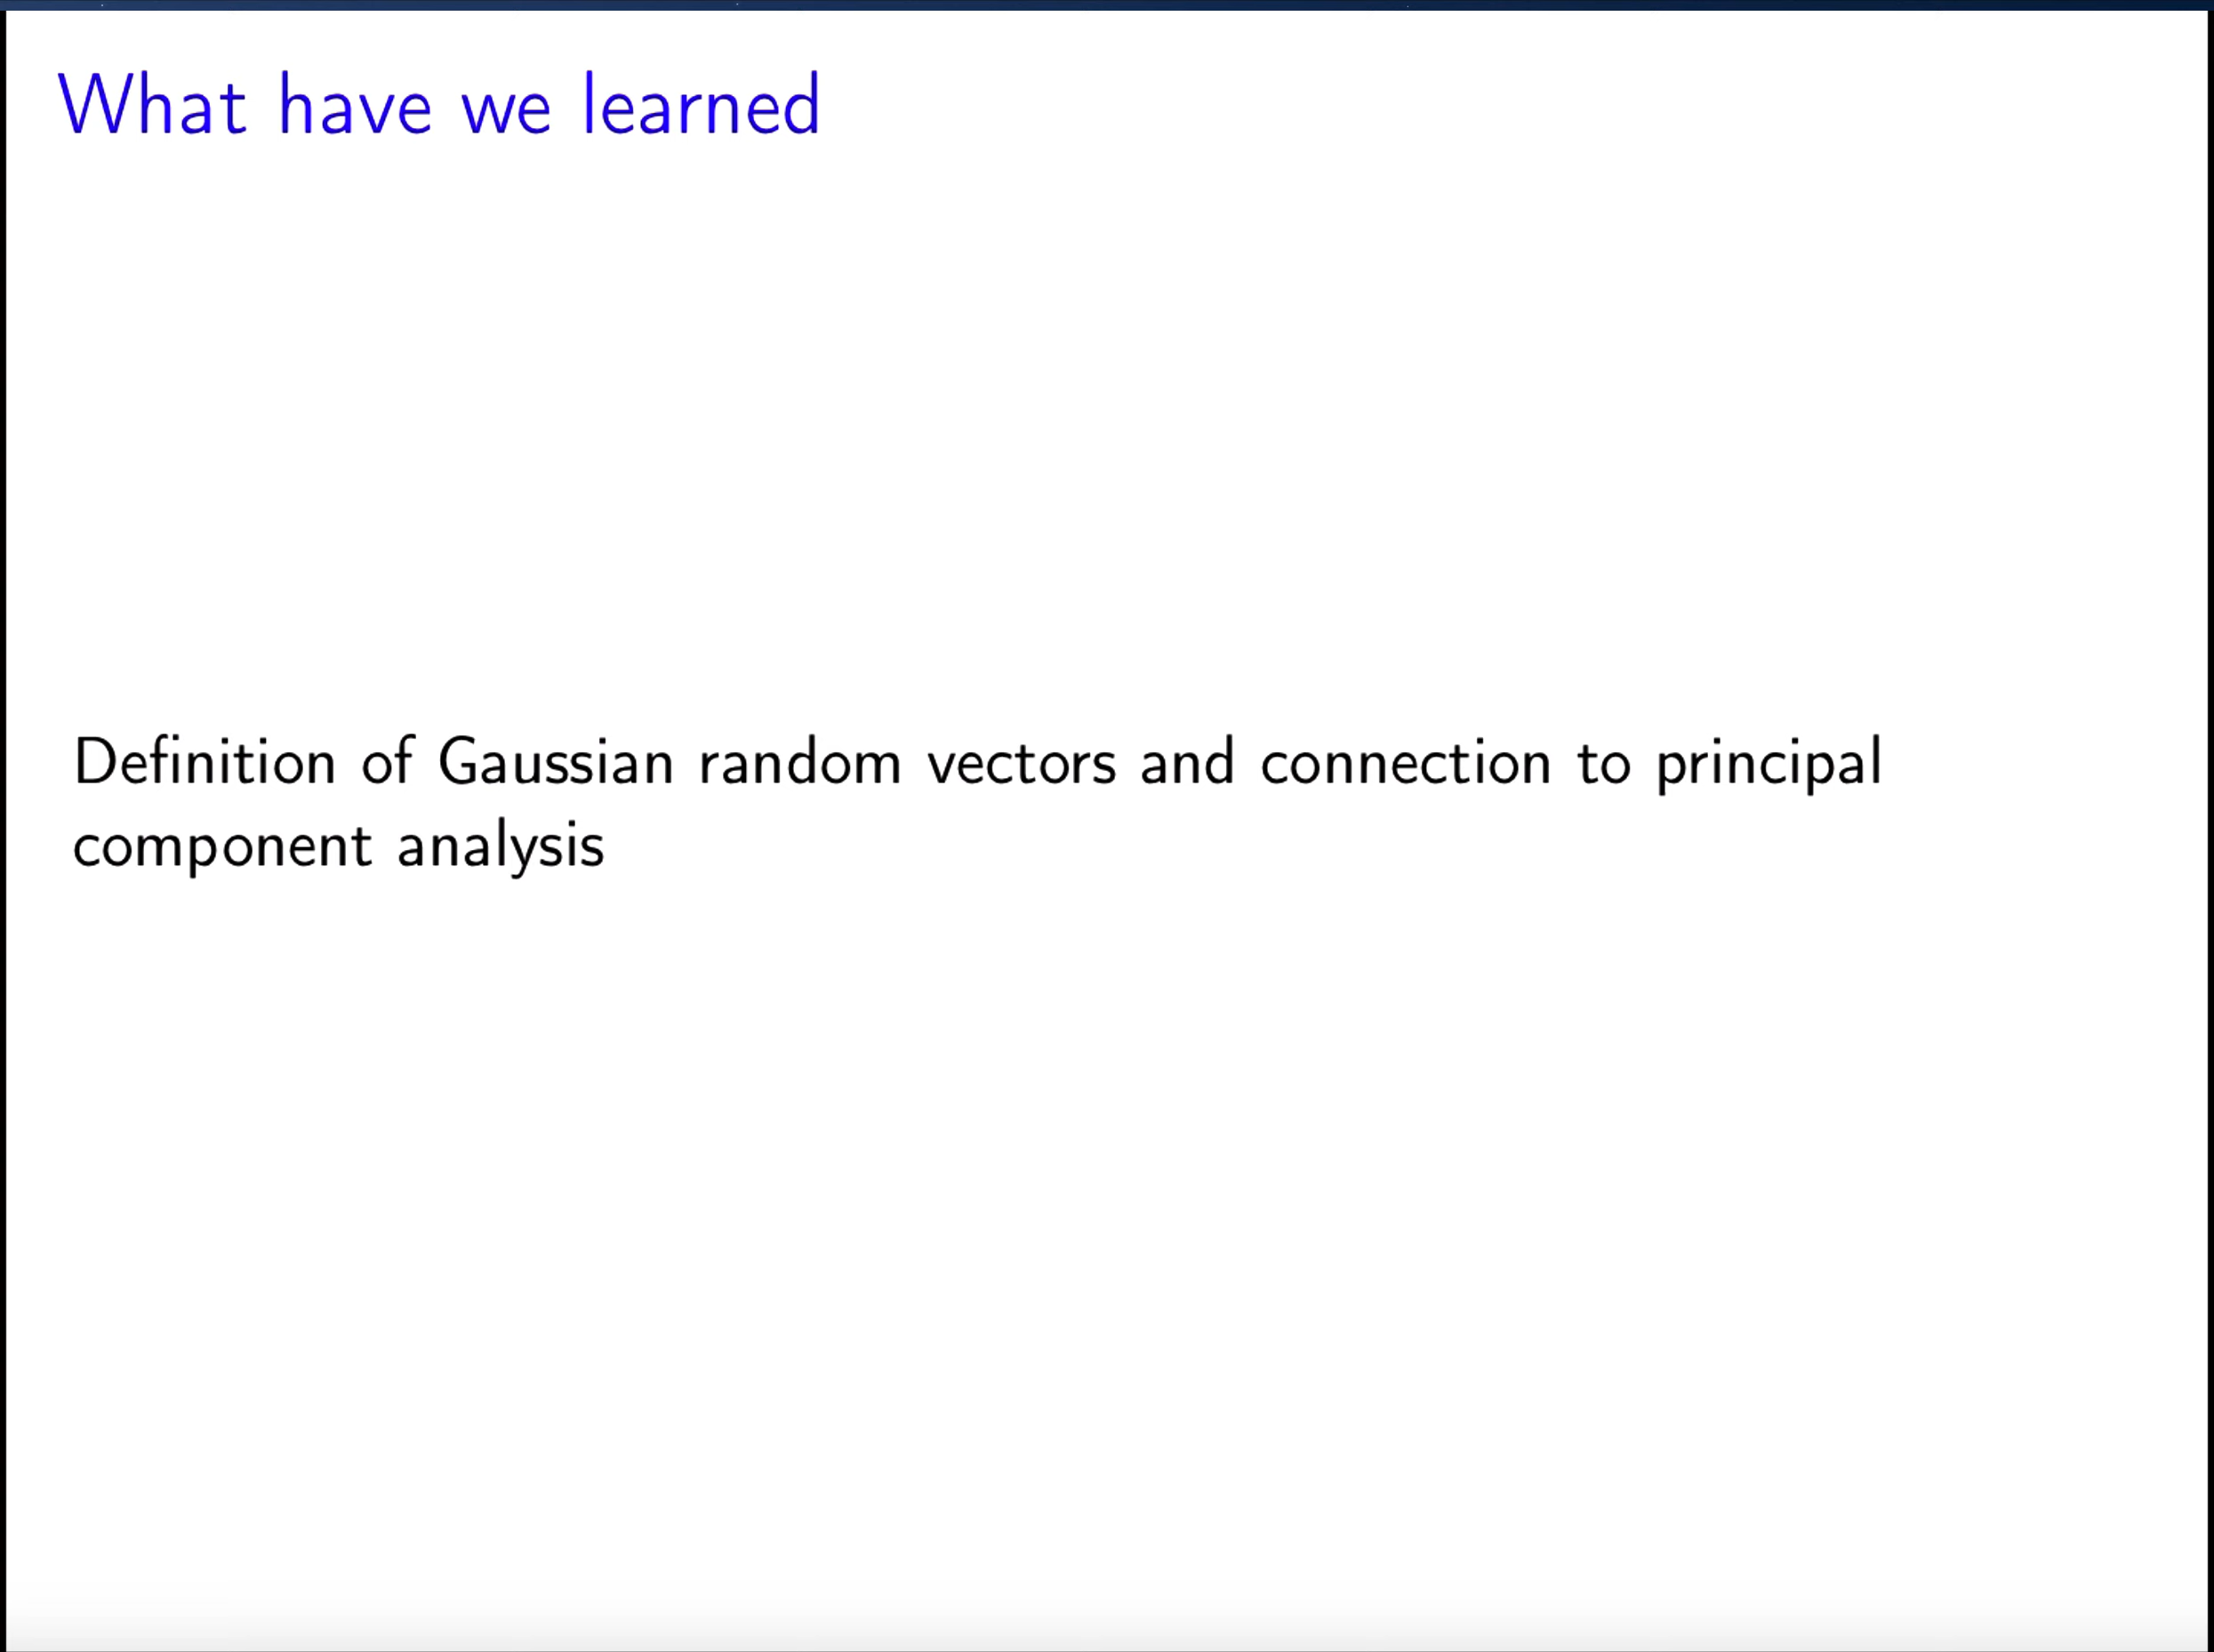 What have we learned
Definition of Gaussian random vectors and connection to principal
component analysis